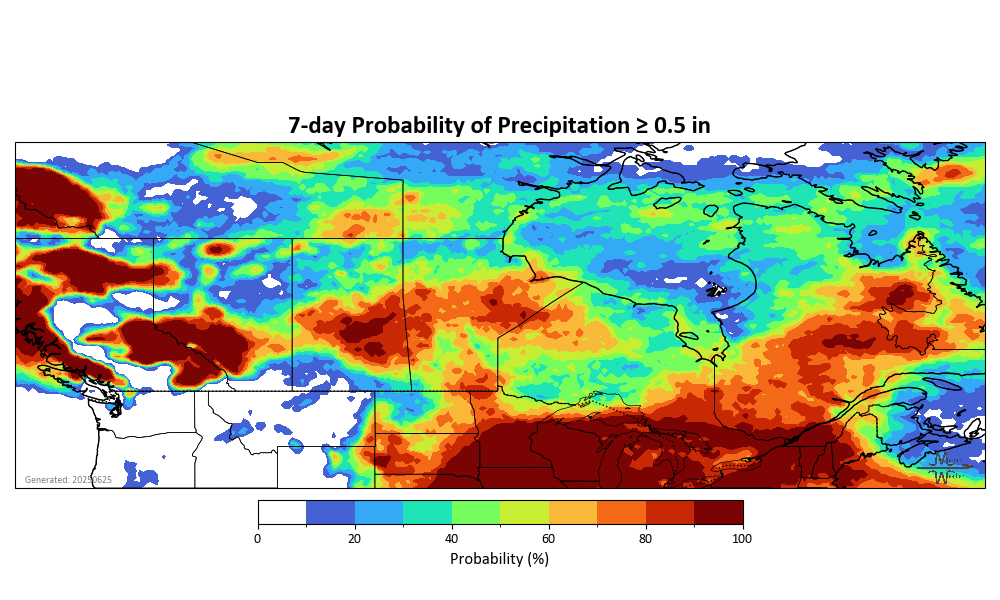 7-day Probability of Precipitation ≥ 0.5 in
Generated: 20250625
0 20 40 60 80 100
Probability (%)